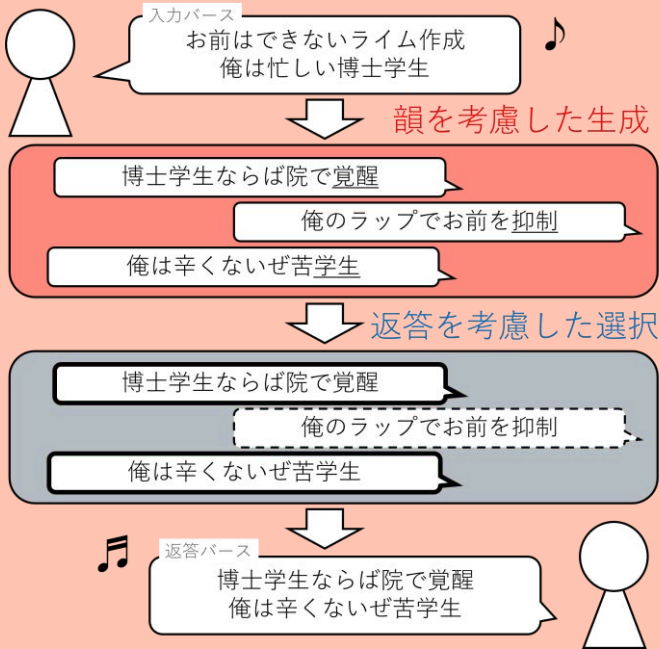 入力バース
お前はできないライム作成
俺は忙しい博士学生
♪
韻を考慮した生成
博士学生ならば院で覚醒
俺のラップでお前を抑制
俺は辛くないぜ苦学生
返答を考慮した選択
博士学生ならば院で覚醒
俺のラップでお前を抑制
俺は辛くないぜ苦学生
♬
返答バース
博士学生ならば院で覚醒
俺は辛くないぜ苦学生